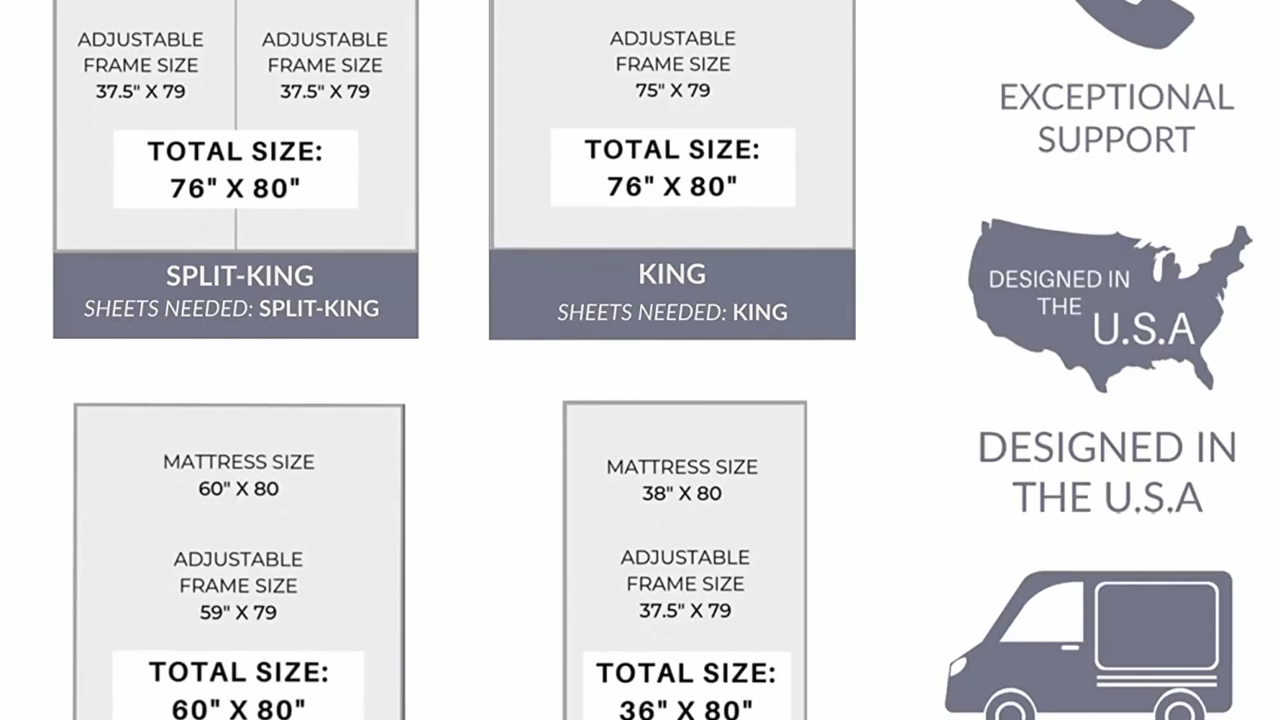 ADJUSTABLE
FRAME SIZE
37.5" X 79
ADJUSTABLE
FRAME SIZE
37.5" X 79
TOTAL SIZE:
76" X 80"
SPLIT-KING
SHEETS NEEDED: SPLIT-KING
ADJUSTABLE
FRAME SIZE
75" X 79
TOTAL SIZE:
76" X 80"
KING
SHEETS NEEDED: KING
MATTRESS SIZE
60" X 80
ADJUSTABLE
FRAME SIZE
59" X 79
TOTAL SIZE:
60" X 80"
MATTRESS SIZE
38" X 80
ADJUSTABLE
FRAME SIZE
37.5" X 79
TOTAL SIZE:
36" X 80"
EXCEPTIONAL
SUPPORT
DESIGNED IN
THE
U.S.A
DESIGNED IN
THE U.S.A